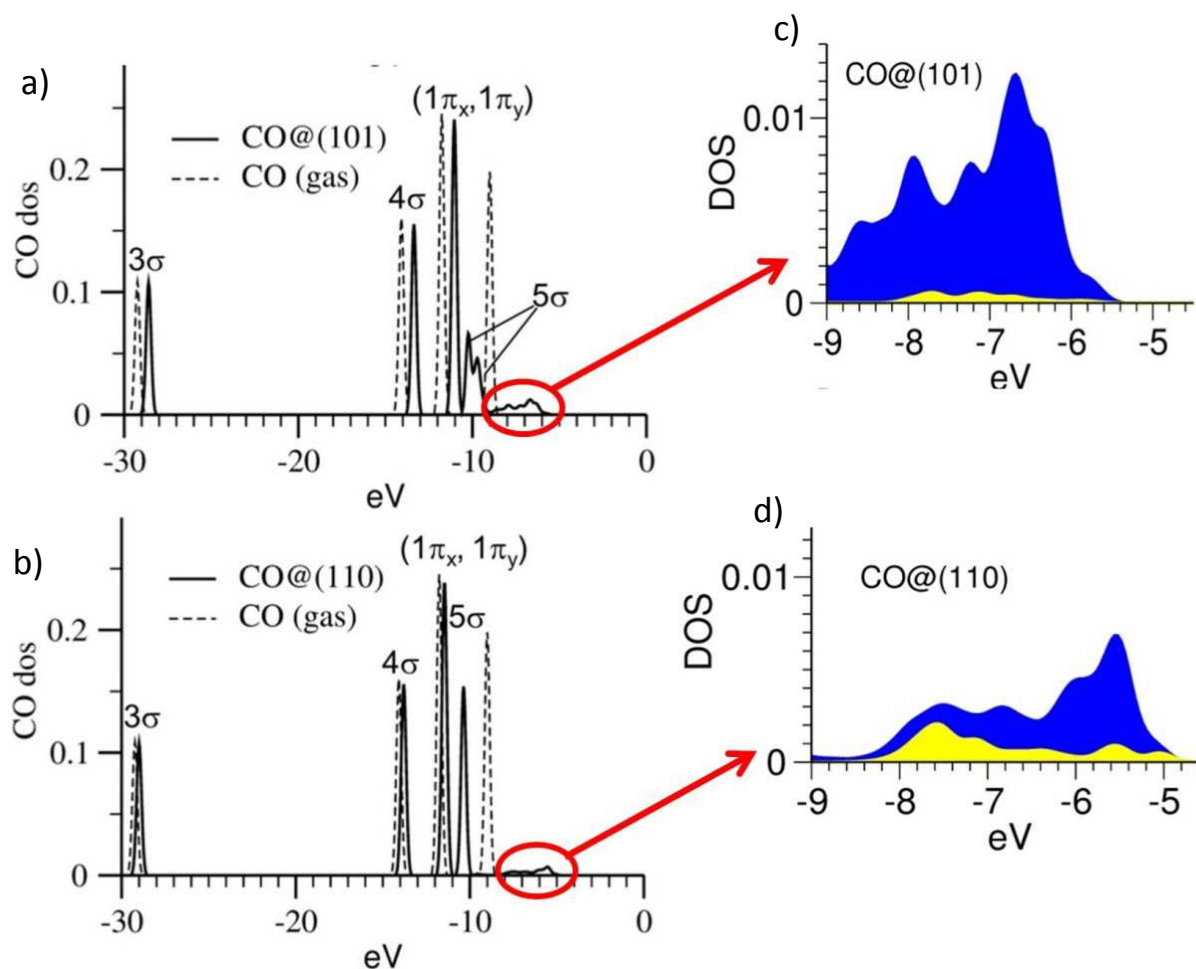 a)
CO dos
0.2
0.1
0
(1πx,1πy)
CO@(101)
CO (gas)
3σ
4σ
5σ
-30
-20
-10
0
eV
c)
CO@(101)
DOS
0.01
0
-9
-8
-7
-6
-5
eV
b)
CO dos
0.2
0.1
0
(1πx, 1πy)
CO@(110)
CO (gas)
5σ
4σ
3σ
-30
-20
-10
0
eV
d)
CO@(110)
DOS
0.01
0
-9
-8
-7
-6
-5
eV